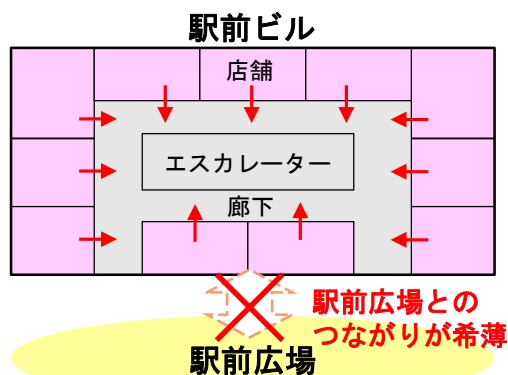 駅前ビル
店舗
エスカレーター
廊下
駅前広場との
つながりが希薄
駅前広場